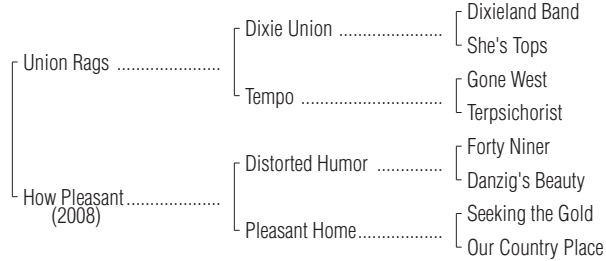 Dixieland Band
Dixie Union ....................
She's Tops
Union Rags ......................
Gone West
Tempo ..............................
Terpsichorist
Forty Niner
Distorted Humor ..............
Danzig's Beauty
How Pleasant....................
(2008)
Seeking the Gold
Pleasant Home..................
Our Country Place